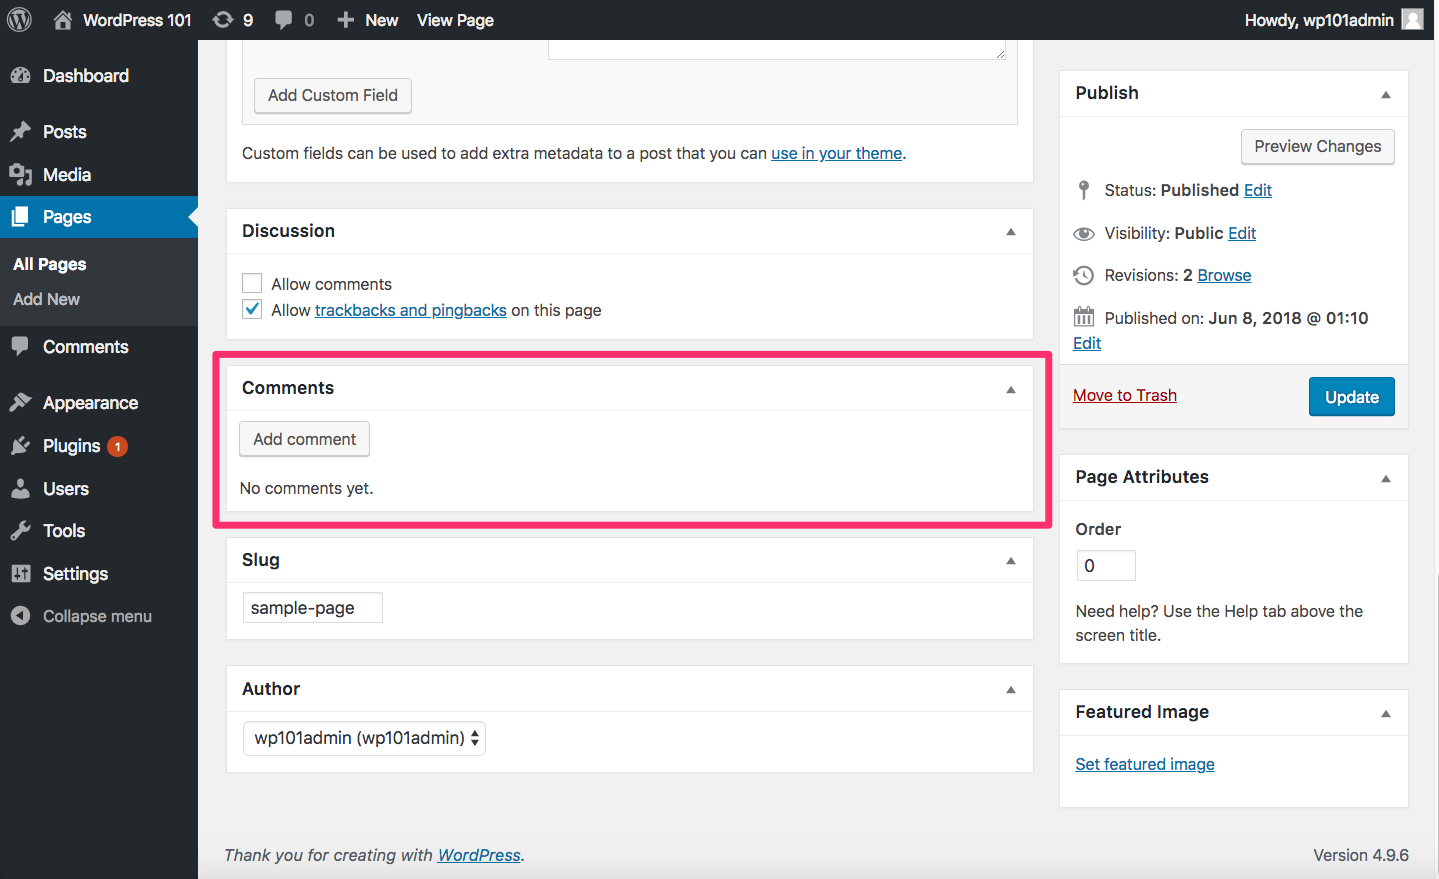 WordPress 101 9 0 New View Page Howdy, wp101admin
Dashboard
Posts
Media
Pages
All Pages
Add New
Comments
Appearance
Plugins 1
Users
Tools
Settings
Collapse menu
Add Custom Field
Custom fields can be used to add extra metadata to a post that you can use in your theme.
Discussion
Allow comments
Allow trackbacks and pingbacks on this page
Comments
Add comment
No comments yet.
Slug
sample-page
Author
wp101admin (wp101admin)
Publish
Preview Changes
Status: Published Edit
Visibility: Public Edit
Revisions: 2 Browse
Published on: Jun 8, 2018 @ 01:10
Edit
Move to Trash Update
Page Attributes
Order
0
Need help? Use the Help tab above the
screen title.
Featured Image
Set featured image
Thank you for creating with WordPress.
Version 4.9.6